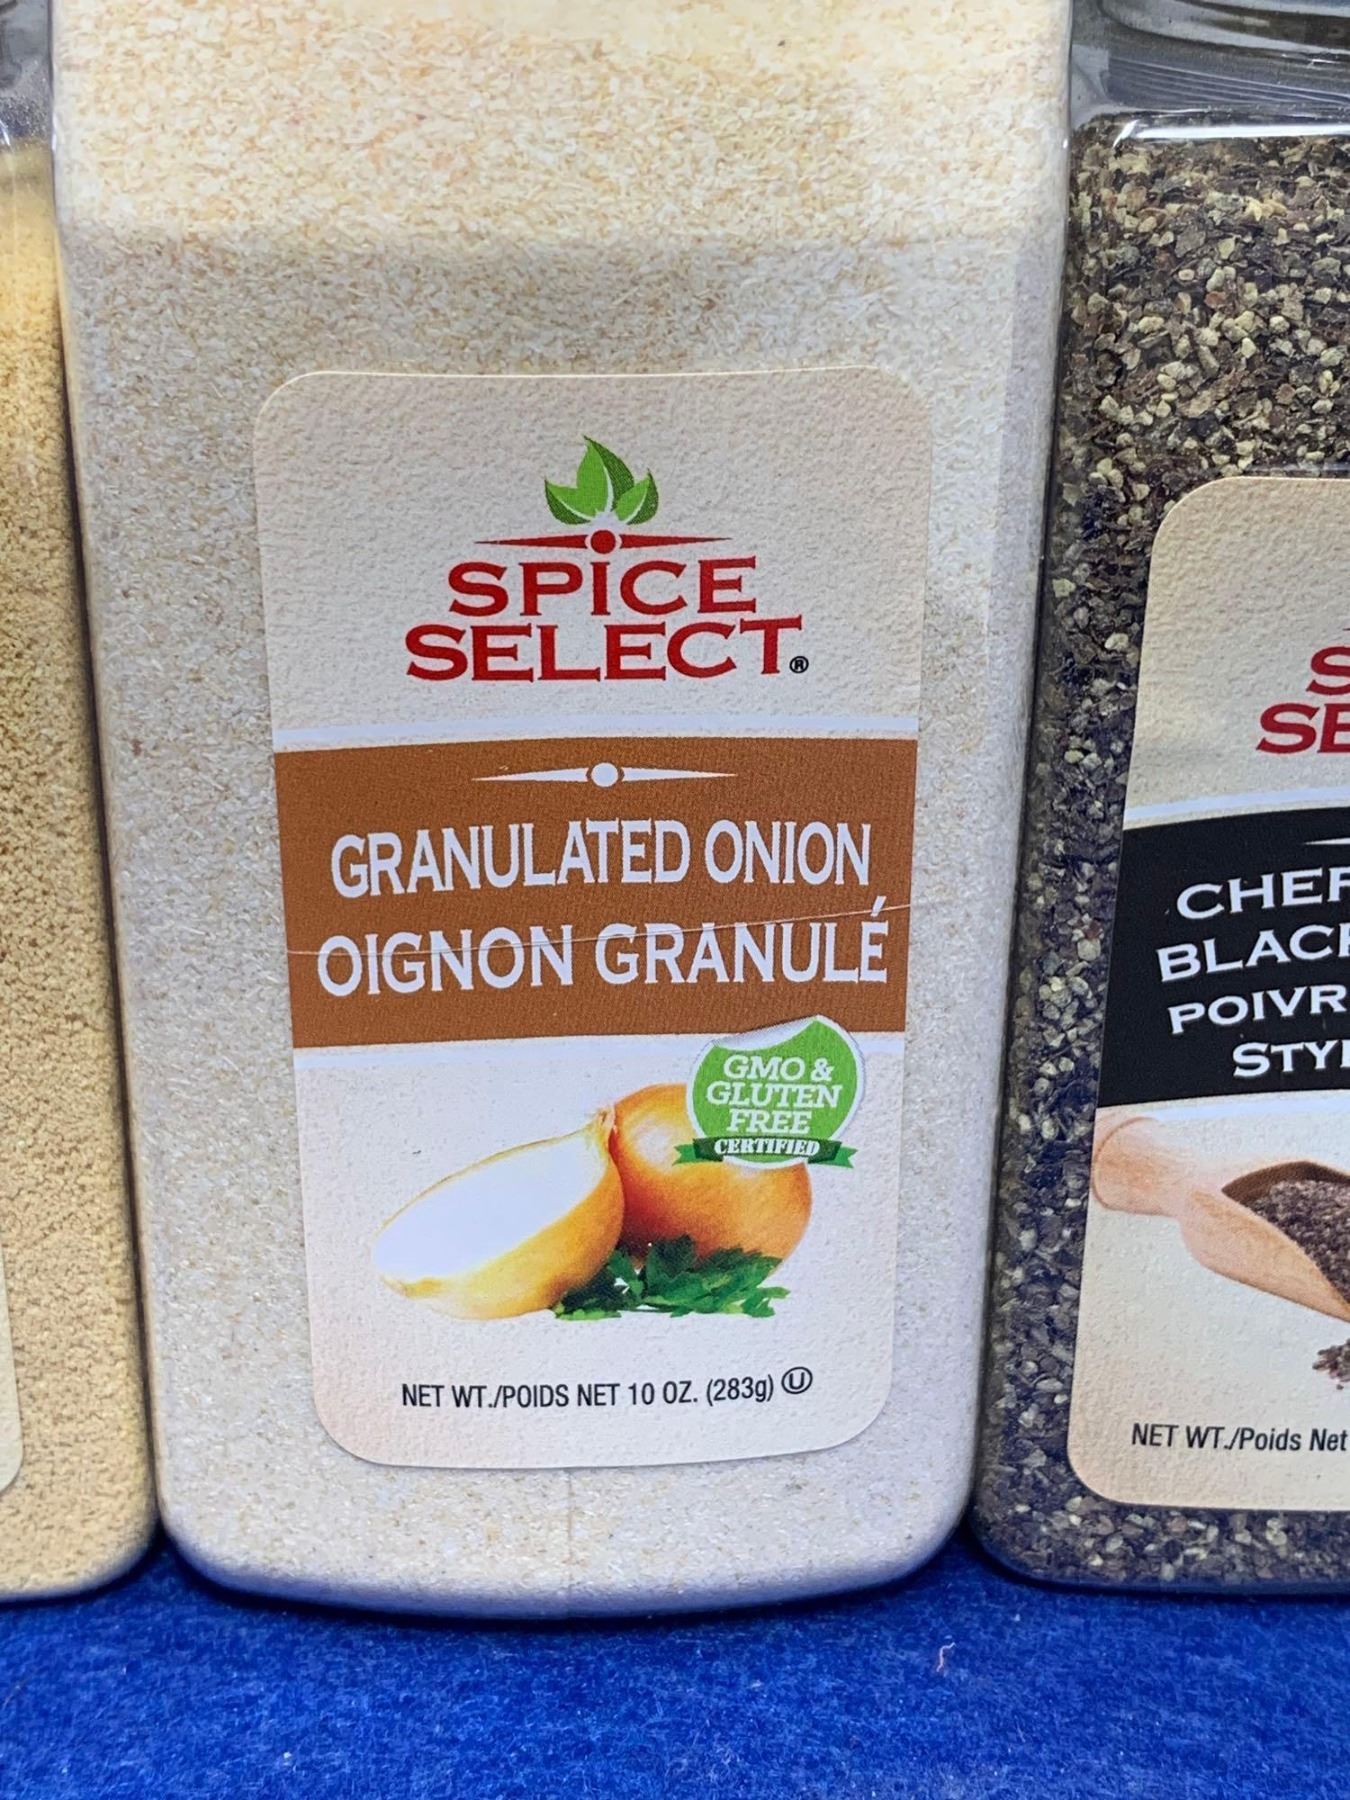 SPICE
SELECT®
GRANULATED ONION
OIGNON GRANULÉ
GMO &
GLUTEN
FREE
CERTIFIED
NET WT./POIDS NET 10 OZ. (283g) Ⓤ
S
SE
CHEF
BLACK
POIVR
STYL
NET WT./Poids Net